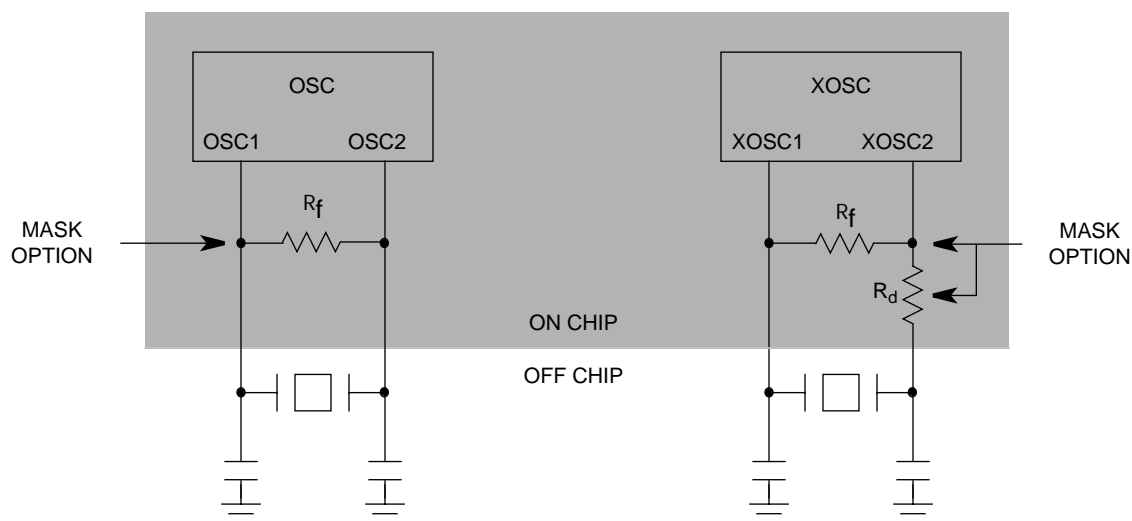 OSC
XOSC
OSC1 OSC2
XOSC1 XOSC2
Rf
Rf
MASK
OPTION
MASK
OPTION
Rd
ON CHIP
OFF CHIP